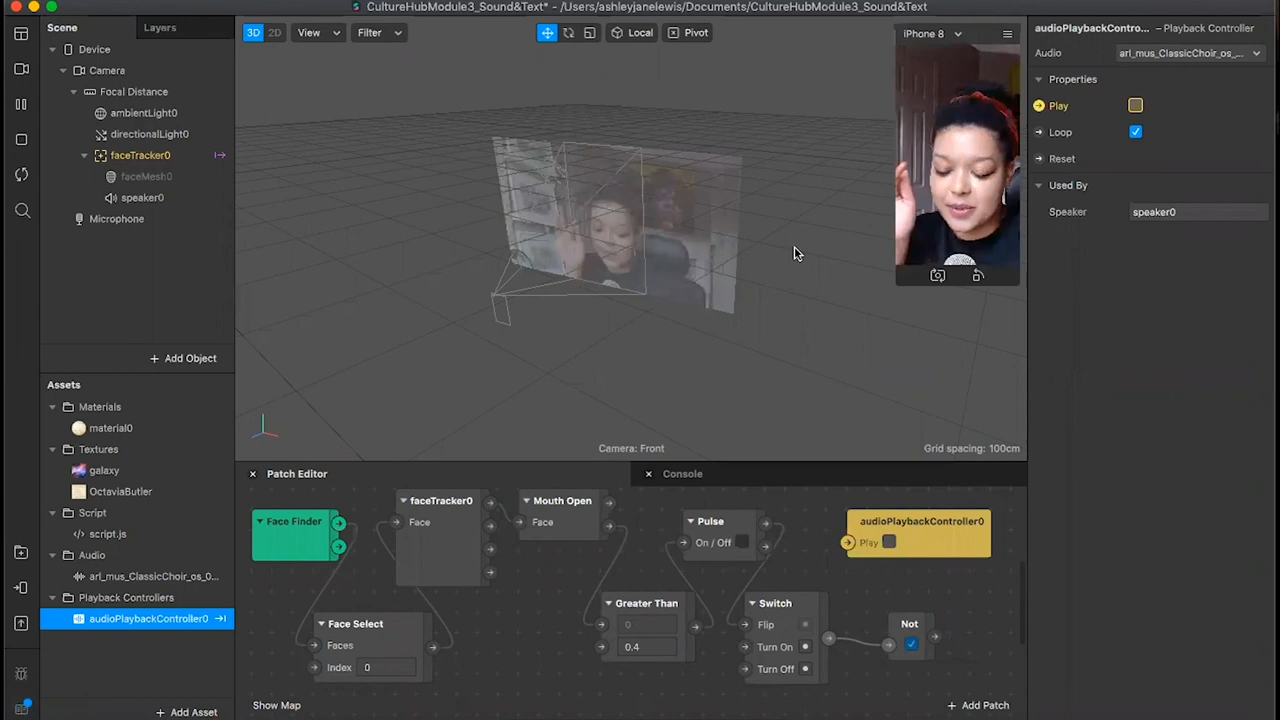 CultureHubModule3_Sound&Text* - /Users/ashleyjanelewis/Documents/CultureHubModule3_Sound&Text
Scene
Layers
Device
Camera
Focal Distance
ambientLight0
directionalLight0
faceTracker0
faceMesh0
speaker0
Microphone
+ Add Object
Assets
Materials
material0
Textures
galaxy
OctaviaButler
Script
script.js
Audio
arl_mus_ClassicChoir_os_0...
Playback Controllers
audioPlaybackController0
+ Add Asset
3D 2D View Filter Local Pivot
iPhone 8
Camera: Front
Grid spacing: 100cm
Patch Editor
Console
Face Finder
faceTracker0
Face
Mouth Open
Face
Pulse
On / Off
audioPlaybackController0
Play
Face Select
Faces
Index 0
Greater Than
0
0.4
Switch
Flip
Turn On
Turn Off
Not
Show Map
+ Add Patch
audioPlaybackContro... – Playback Controller
Audio arl_mus_ClassicChoir_os_...
Properties
Play
Loop
Reset
Used By
Speaker speaker0